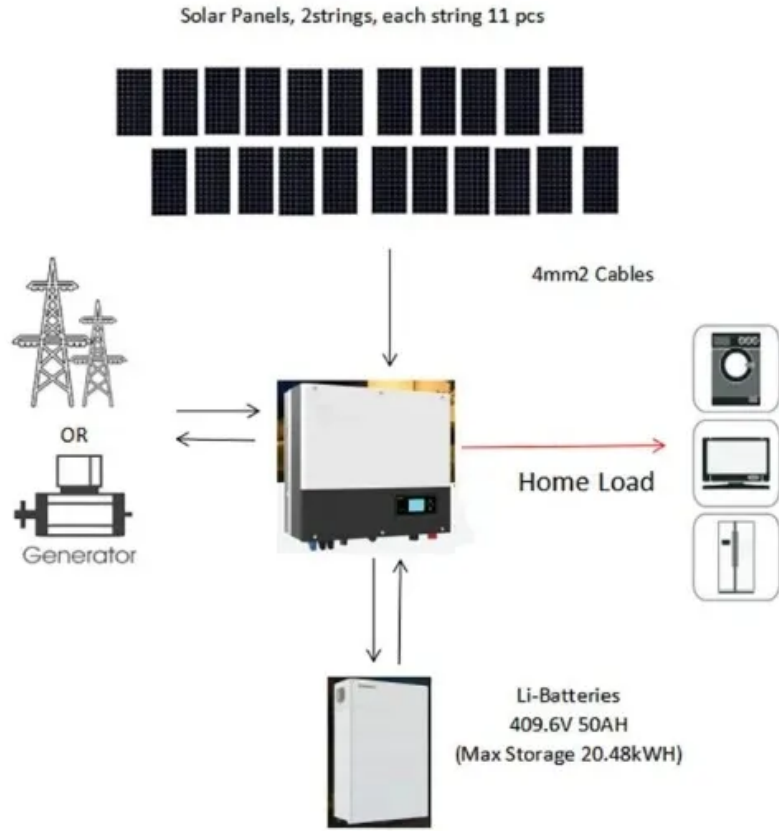 Solar Panels, 2strings, each string 11 pcs
4mm2 Cables
OR
Generator
Home Load
Li-Batteries
409.6V 50AH
(Max Storage 20.48kWH)